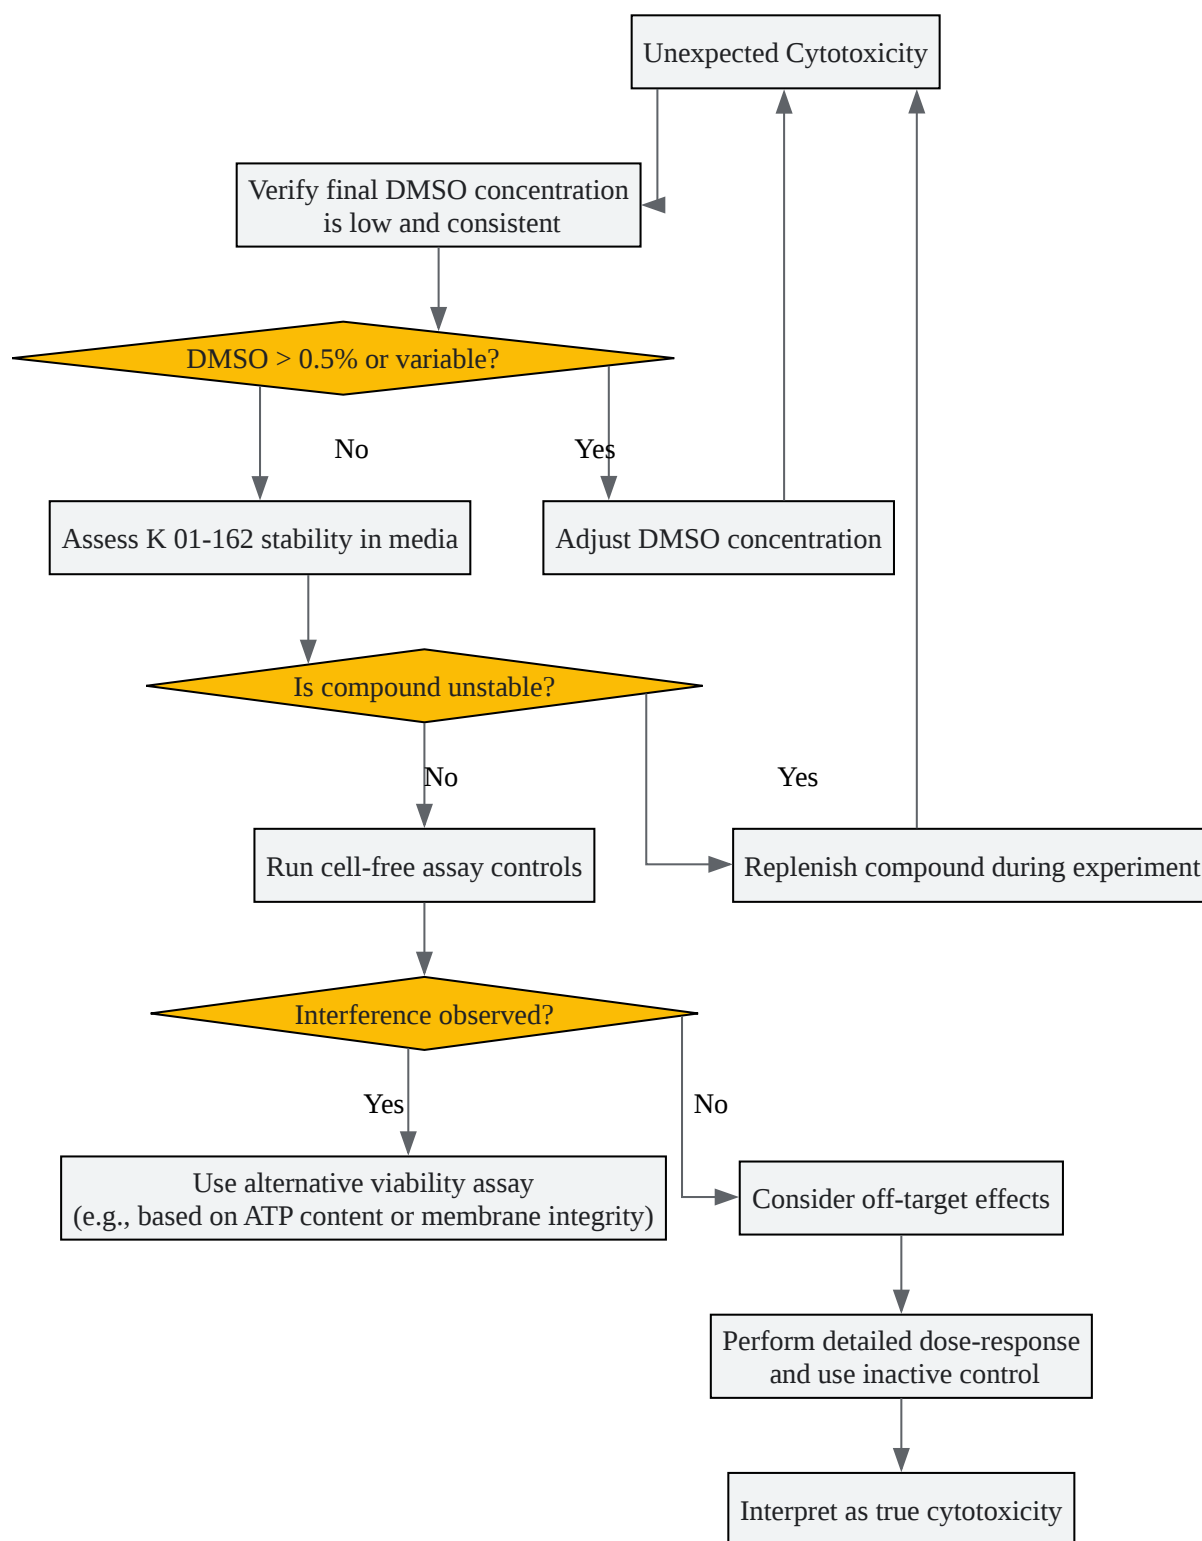 Unexpected Cytotoxicity
Verify final DMSO concentration
is low and consistent
DMSO > 0.5% or variable?
No
Yes
Assess K 01-162 stability in media
Adjust DMSO concentration
Is compound unstable?
No
Yes
Run cell-free assay controls
Replenish compound during experiment
Interference observed?
Yes
No
Use alternative viability assay
(e.g., based on ATP content or membrane integrity)
Consider off-target effects
Perform detailed dose-response
and use inactive control
Interpret as true cytotoxicity